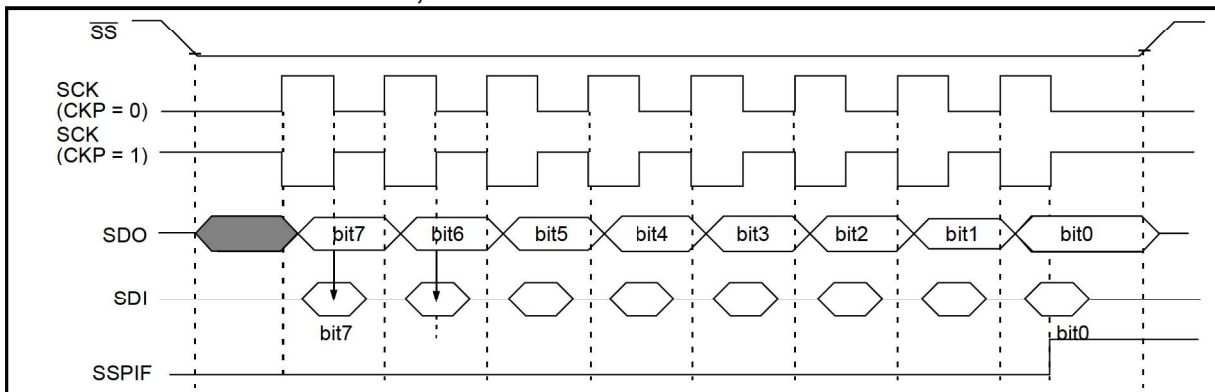 SS
SCK
(CKP = 0)
SCK
(CKP = 1)
SDO
bit7 bit6 bit5 bit4 bit3 bit2 bit1 bit0
SDI
bit7 bit0
SSPIF